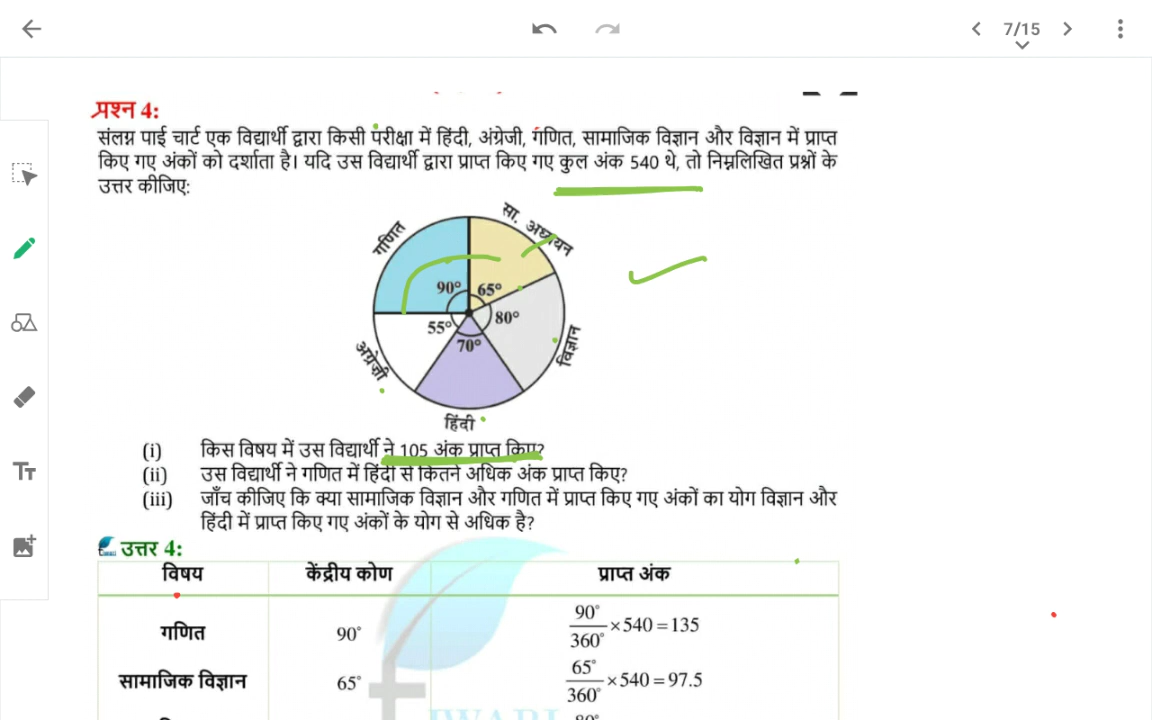 7/15
प्रश्न 4:
संलग्न पाई चार्ट एक विद्यार्थी द्वारा किसी परीक्षा में हिंदी, अंग्रेजी, गणित, सामाजिक विज्ञान और विज्ञान में प्राप्त
किए गए अंकों को दर्शाता है। यदि उस विद्यार्थी द्वारा प्राप्त किए गए कुल अंक 540 थे, तो निम्नलिखित प्रश्नों के
उत्तर कीजिए:
गणित
सा. अध्ययन
90° 65°
55° 80°
70°
अंग्रेज़ी
विज्ञान
हिंदी
(i) किस विषय में उस विद्यार्थी ने 105 अंक प्राप्त किए?
(ii) उस विद्यार्थी ने गणित में हिंदी से कितने अधिक अंक प्राप्त किए?
(iii) जाँच कीजिए कि क्या सामाजिक विज्ञान और गणित में प्राप्त किए गए अंकों का योग विज्ञान और
हिंदी में प्राप्त किए गए अंकों के योग से अधिक है?
उत्तर 4:
विषय केंद्रीय कोण प्राप्त अंक
गणित 90° 90°/360° ×540 = 135
सामाजिक विज्ञान 65° 65°/360° ×540 = 97.5